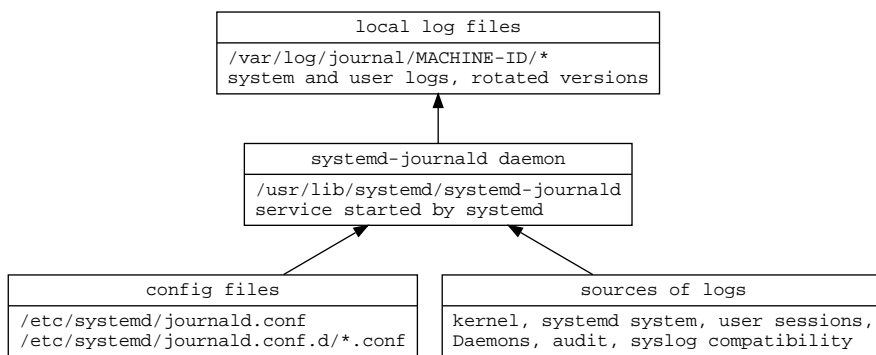 local log files
/var/log/journal/MACHINE-ID/*
system and user logs, rotated versions
systemd-journald daemon
/usr/lib/systemd/systemd-journald
service started by systemd
config files
/etc/systemd/journald.conf
/etc/systemd/journald.conf.d/*.conf
sources of logs
kernel, systemd system, user sessions,
Daemons, audit, syslog compatibility